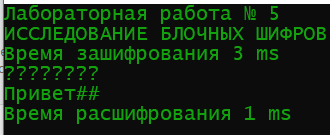 Лабораторная работа № 5
ИССЛЕДОВАНИЕ БЛОЧНЫХ ШИФРОВ
Время зашифрования 3 ms
????????
Привет##
Время расшифрования 1 ms